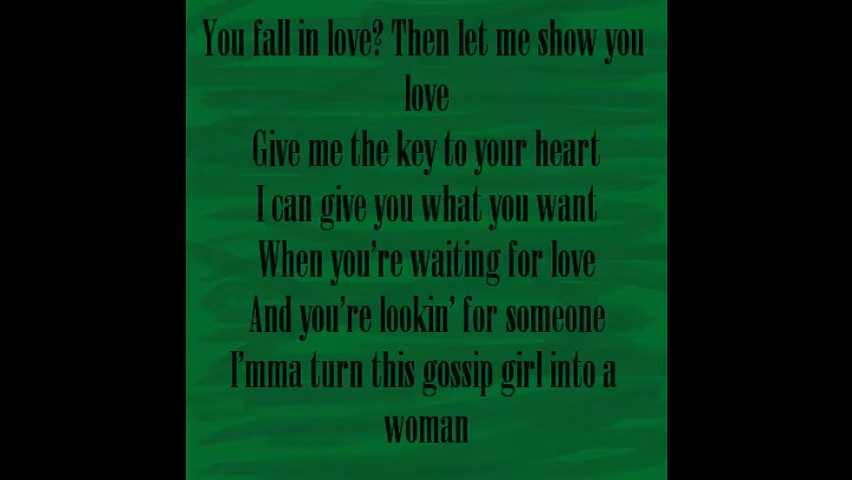 You fall in love? Then let me show you
love
Give me the key to your heart
I can give you what you want
When you're waiting for love
And you're lookin' for someone
I'mma turn this gossip girl into a
woman